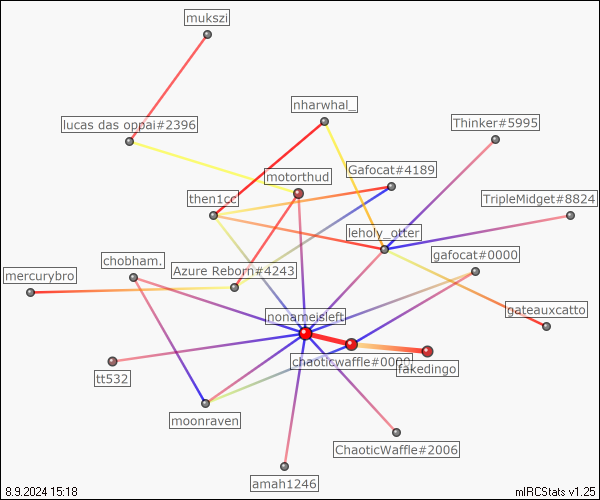 mukszi
nharwhal_
lucas das oppai#2396
Thinker#5995
Gafocat#4189
motorthud
then1cc
TripleMidget#8824
leholy_otter
gafocat#0000
chobham.
Azure Reborn#4243
mercurybro
gateauxcatto
nonameisleft
chaoticwaffle#0000
fakedingo
tt532
moonraven
ChaoticWaffle#2006
amah1246
8.9.2024 15:18
mIRCStats v1.25